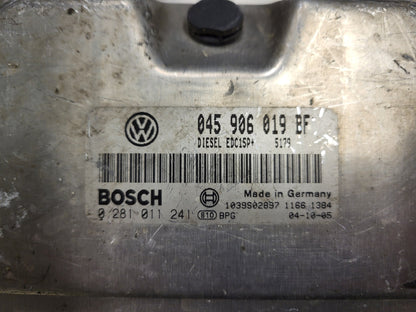 045 906 019 BF
DIESEL EDC15P+ 5179
BOSCH
Made in Germany
1039S02897 1166 1384
0 281 011 241 810 BPG 04-10-05